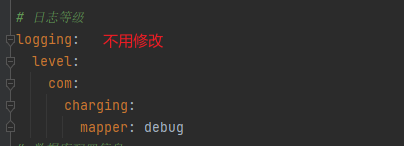 # 日志等级
logging: 不用修改
level:
com:
charging:
mapper: debug